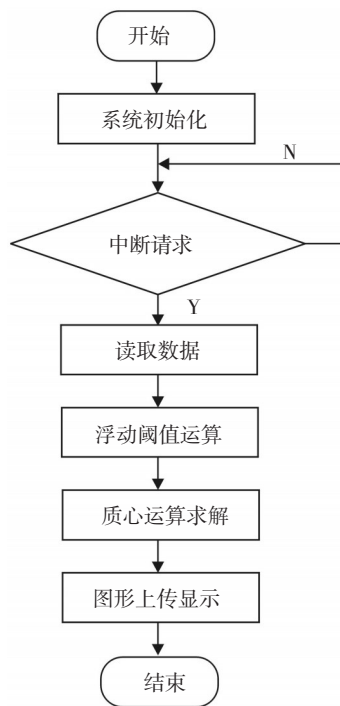 开始
系统初始化
N
中断请求
Y
读取数据
浮动阈值运算
质心运算求解
图形上传显示
结束